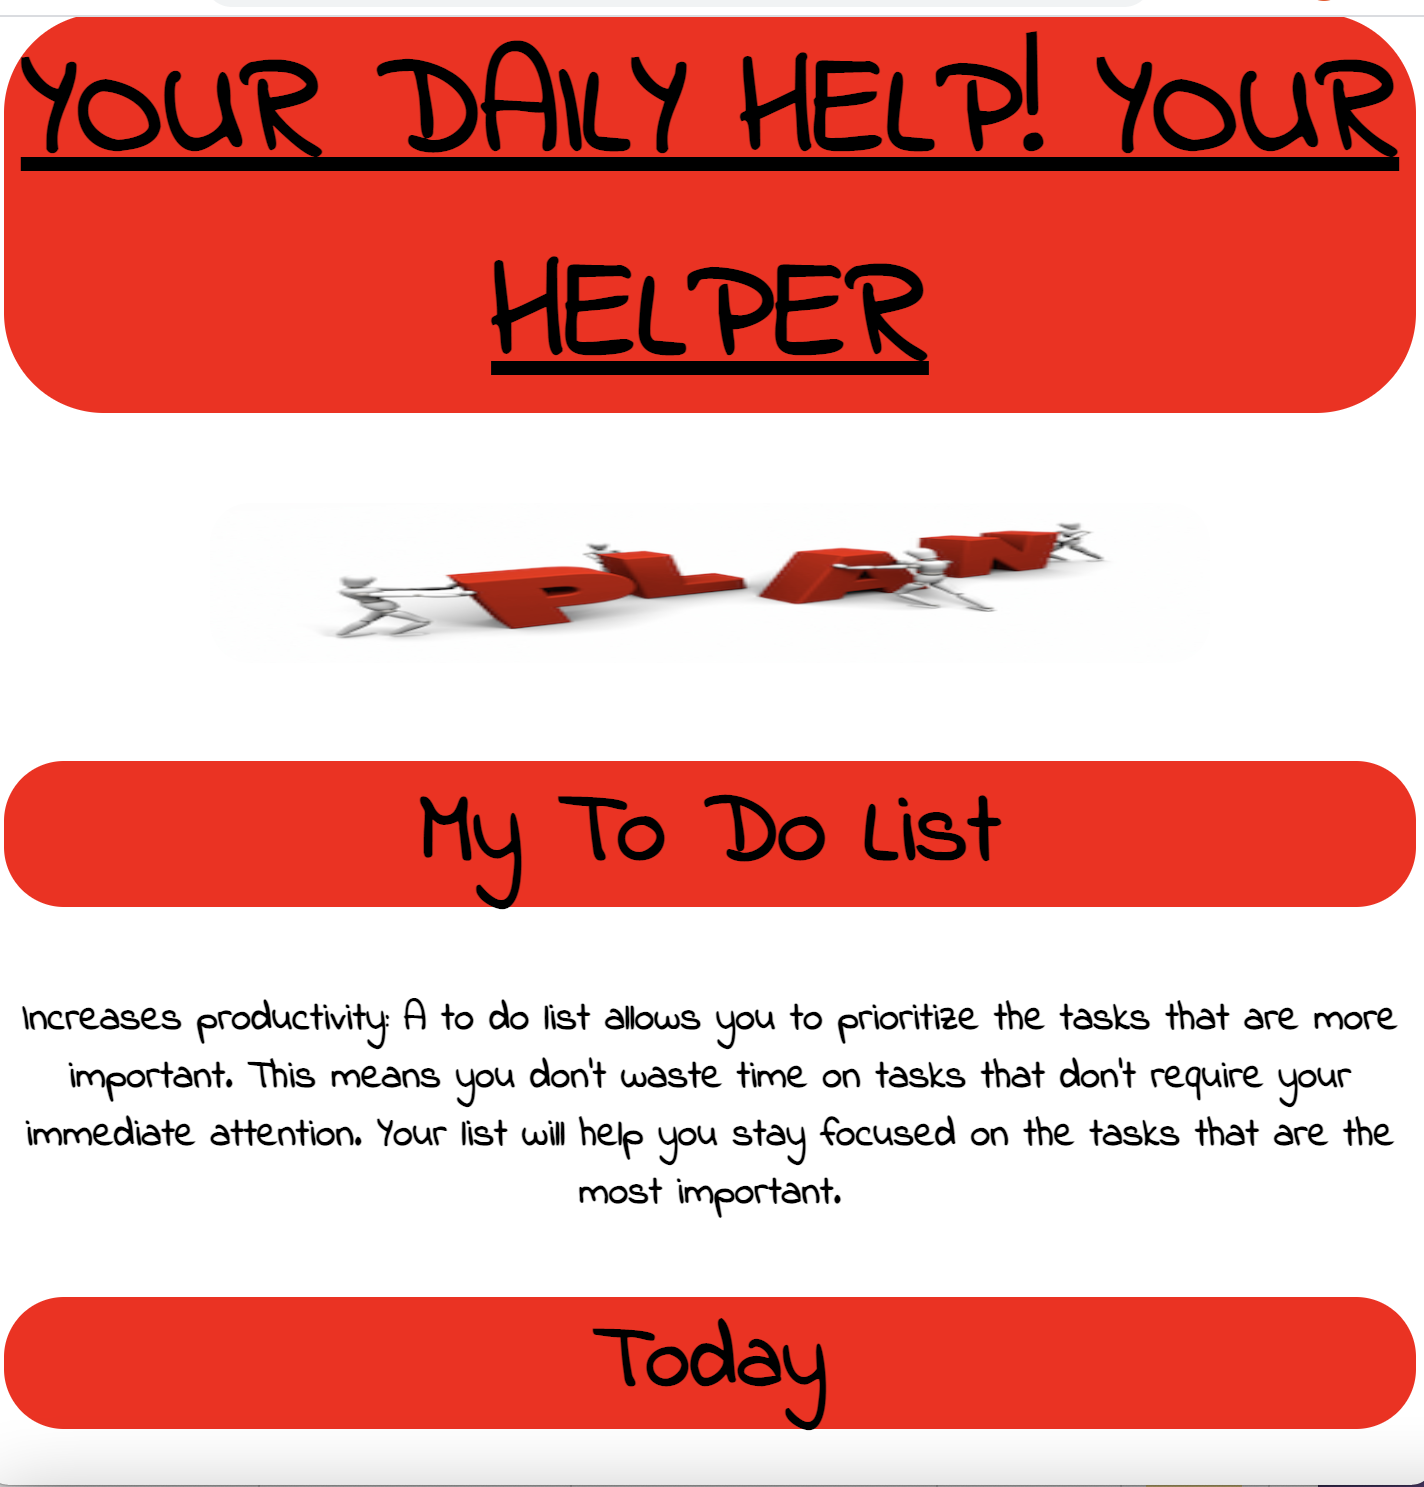 YOUR DAILY HELP! YOUR
HELPER
PLAN
My To Do List
Increases productivity: A to do list allows you to prioritize the tasks that are more
important. This means you don't waste time on tasks that don't require your
immediate attention. Your list will help you stay focused on the tasks that are the
most important.
Today